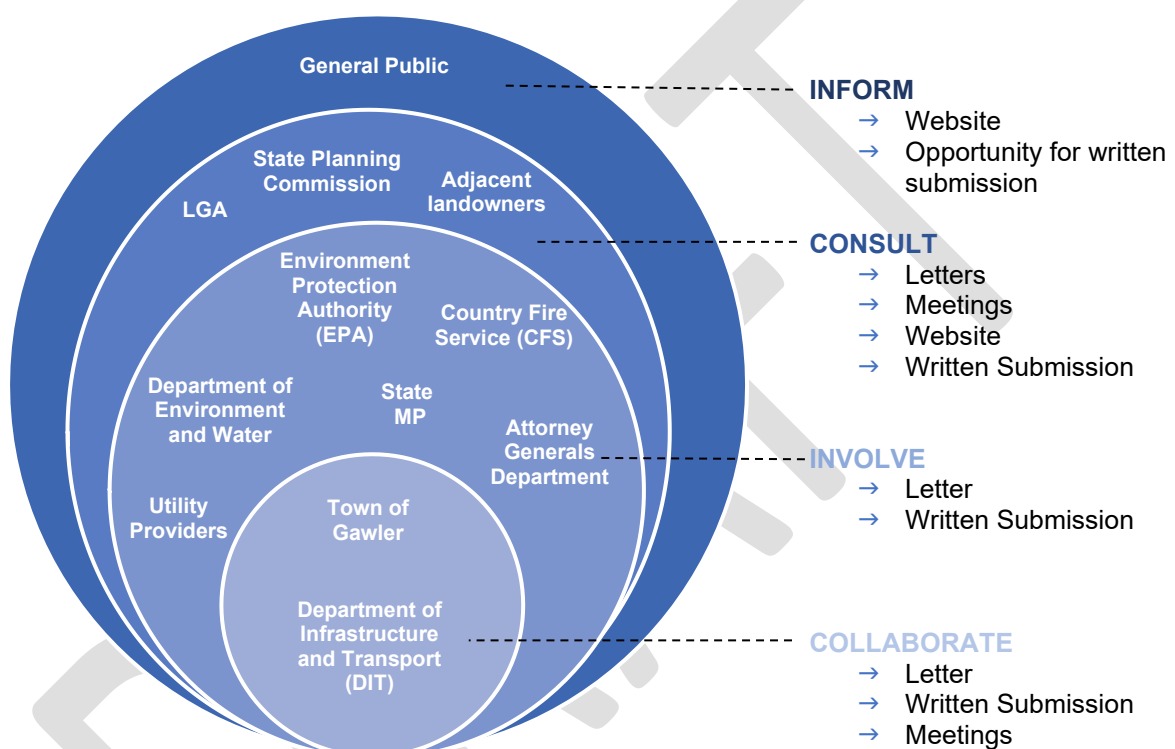 General Public
State Planning
Commission
Adjacent
landowners
LGA
Environment
Protection
Authority
(EPA)
Country Fire
Service (CFS)
Department of
Environment
and Water
State
MP
Attorney
Generals
Department
Utility
Providers
Town of
Gawler
Department of
Infrastructure
and Transport
(DIT)
INFORM
→ Website
→ Opportunity for written
submission
CONSULT
→ Letters
→ Meetings
→ Website
→ Written Submission
INVOLVE
→ Letter
→ Written Submission
COLLABORATE
→ Letter
→ Written Submission
→ Meetings